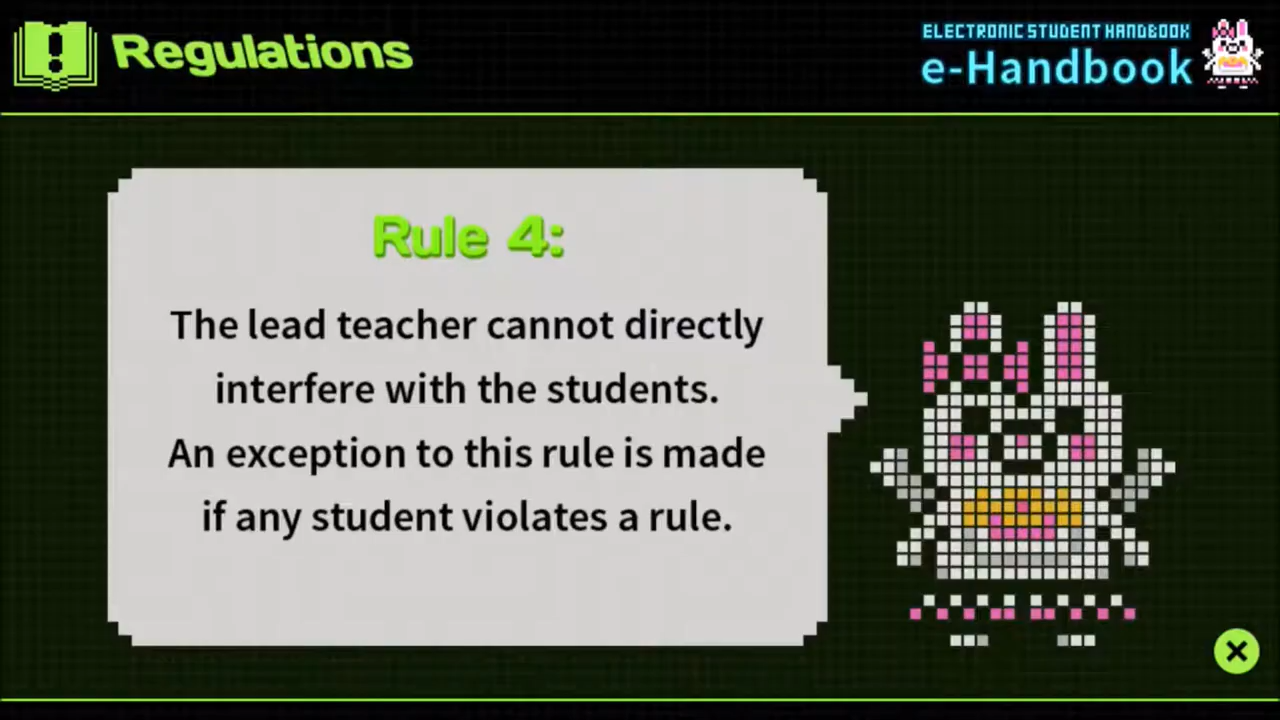 Regulations
ELECTRONIC STUDENT HANDBOOK
e-Handbook
Rule 4:
The lead teacher cannot directly
interfere with the students.
An exception to this rule is made
if any student violates a rule.